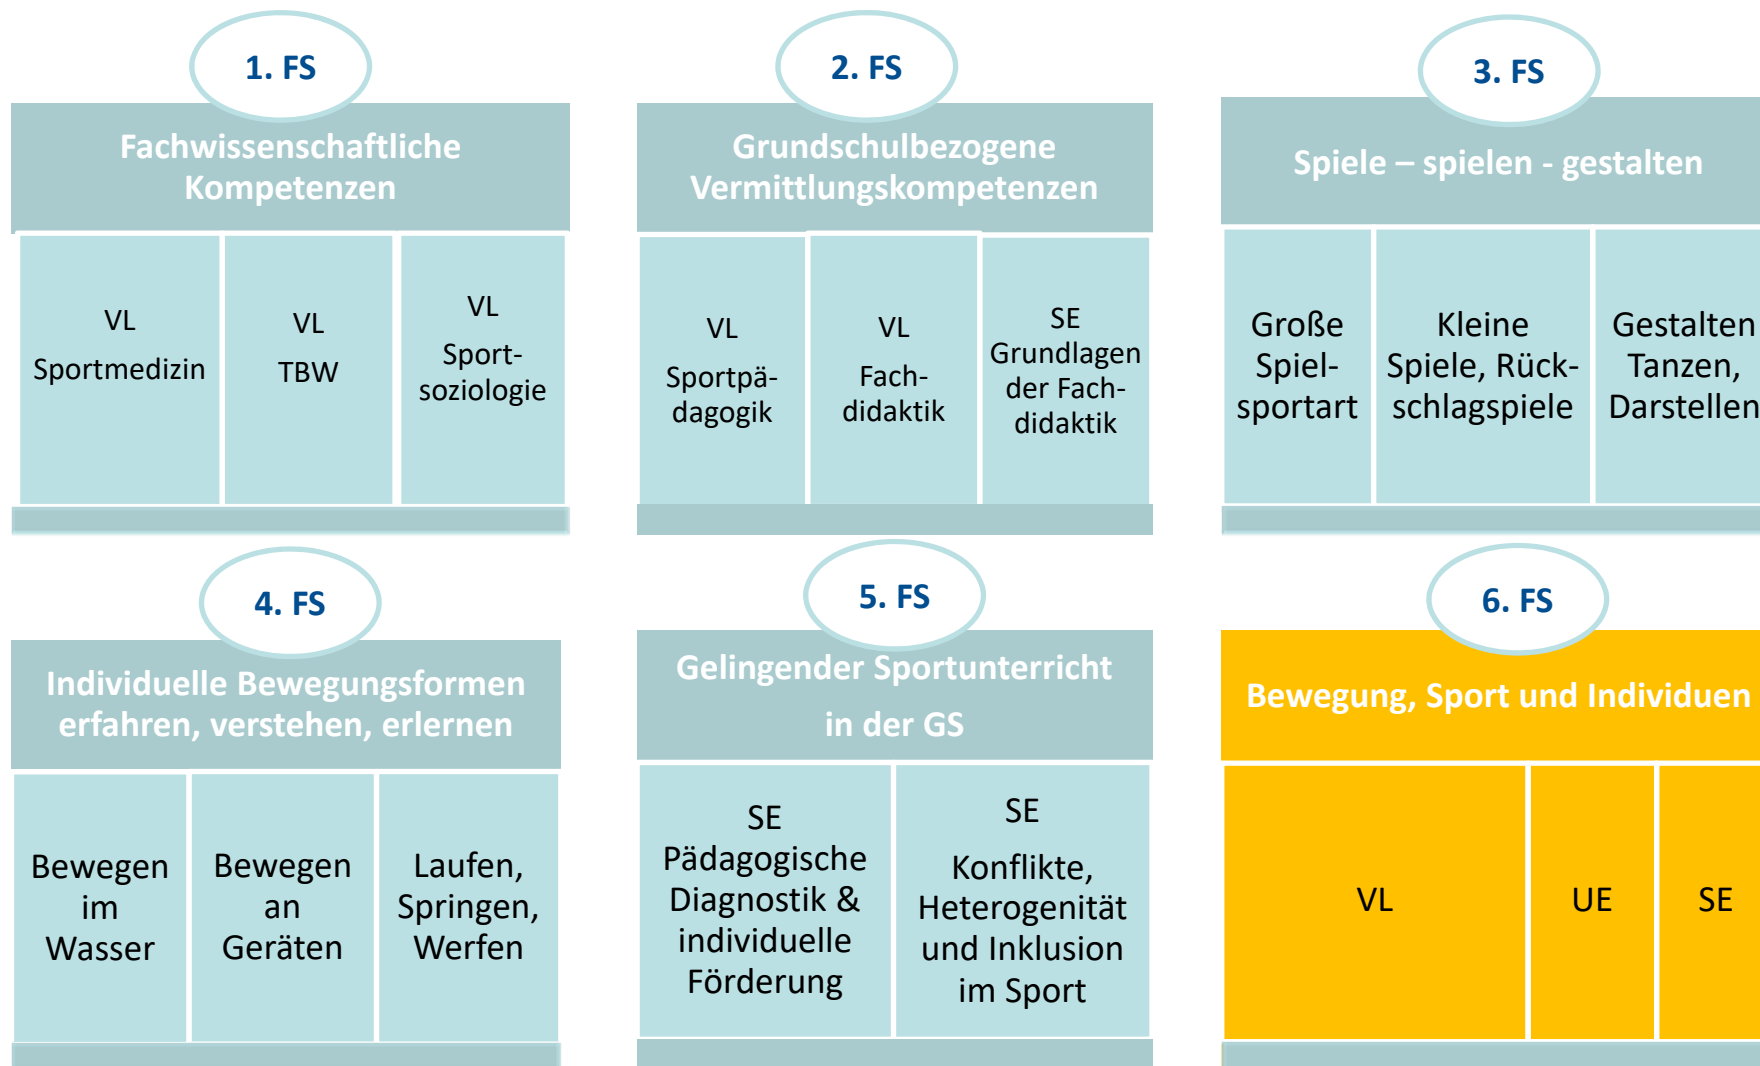 1. FS
Fachwissenschaftliche
Kompetenzen
VL
Sportmedizin
VL
TBW
VL
Sport-
soziologie
2. FS
Grundschulbezogene
Vermittlungskompetenzen
VL
Sportpä-
dagogik
VL
Fach-
didaktik
SE
Grundlagen
der Fach-
didaktik
3. FS
Spiele – spielen - gestalten
Große
Spiel-
sportart
Kleine
Spiele, Rück-
schlagspiele
Gestalten
Tanzen,
Darstellen
4. FS
Individuelle Bewegungsformen
erfahren, verstehen, erlernen
Bewegen
im
Wasser
Bewegen
an
Geräten
Laufen,
Springen,
Werfen
5. FS
Gelingender Sportunterricht
in der GS
SE
Pädagogische
Diagnostik &
individuelle
Förderung
SE
Konflikte,
Heterogenität
und Inklusion
im Sport
6. FS
Bewegung, Sport und Individuen
VL
UE
SE